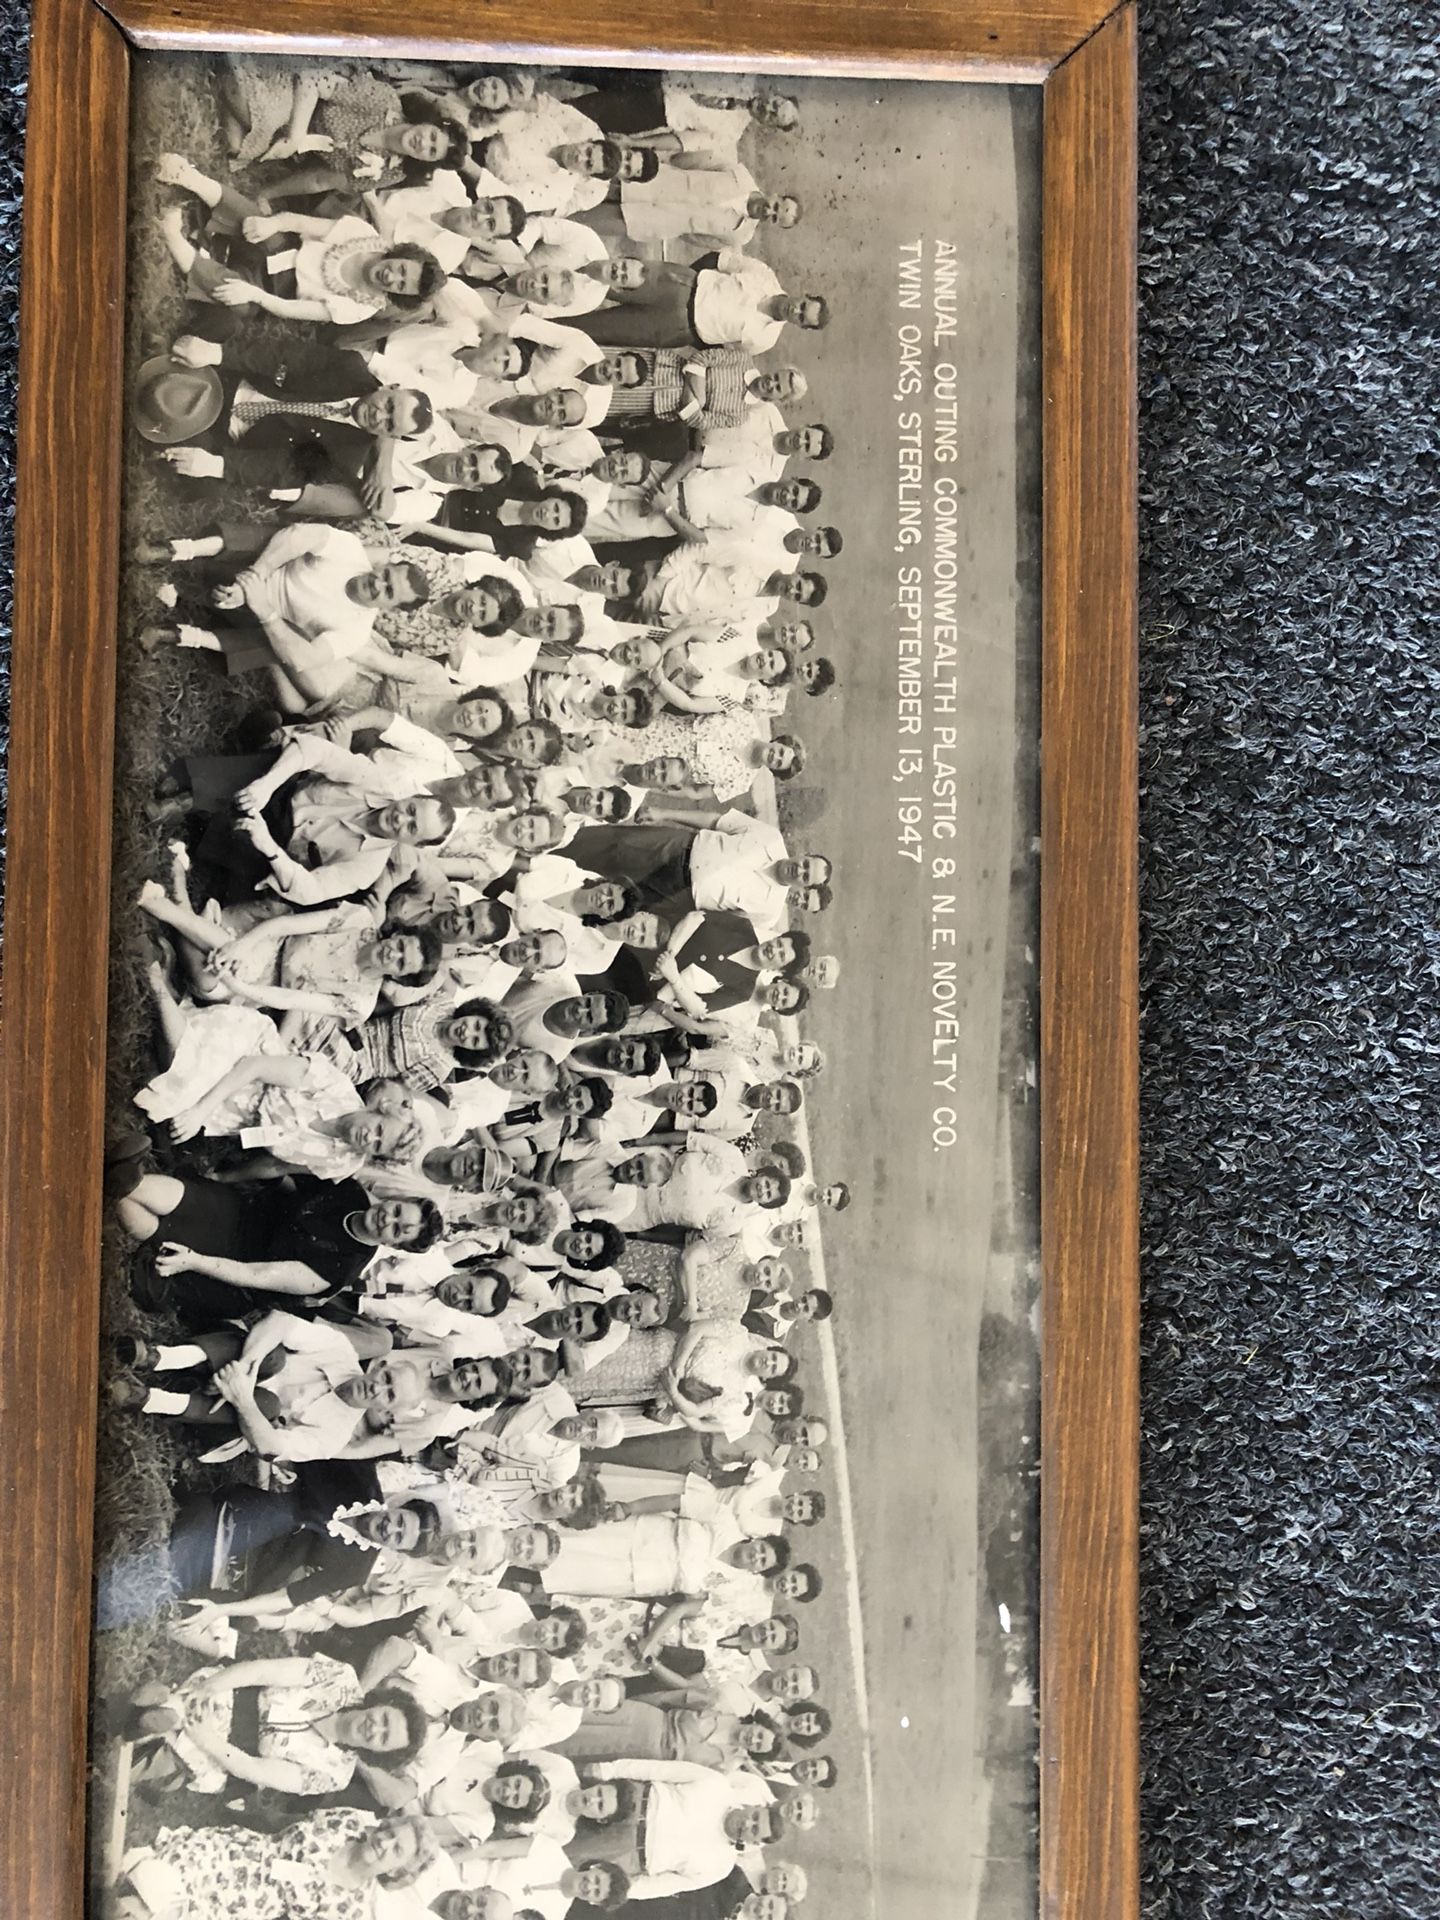 ANNUAL OUTING COMMONWEALTH PLASTIC & N.E. NOVELTY CO.
TWIN OAKS, STERLING, SEPTEMBER 13, 1947